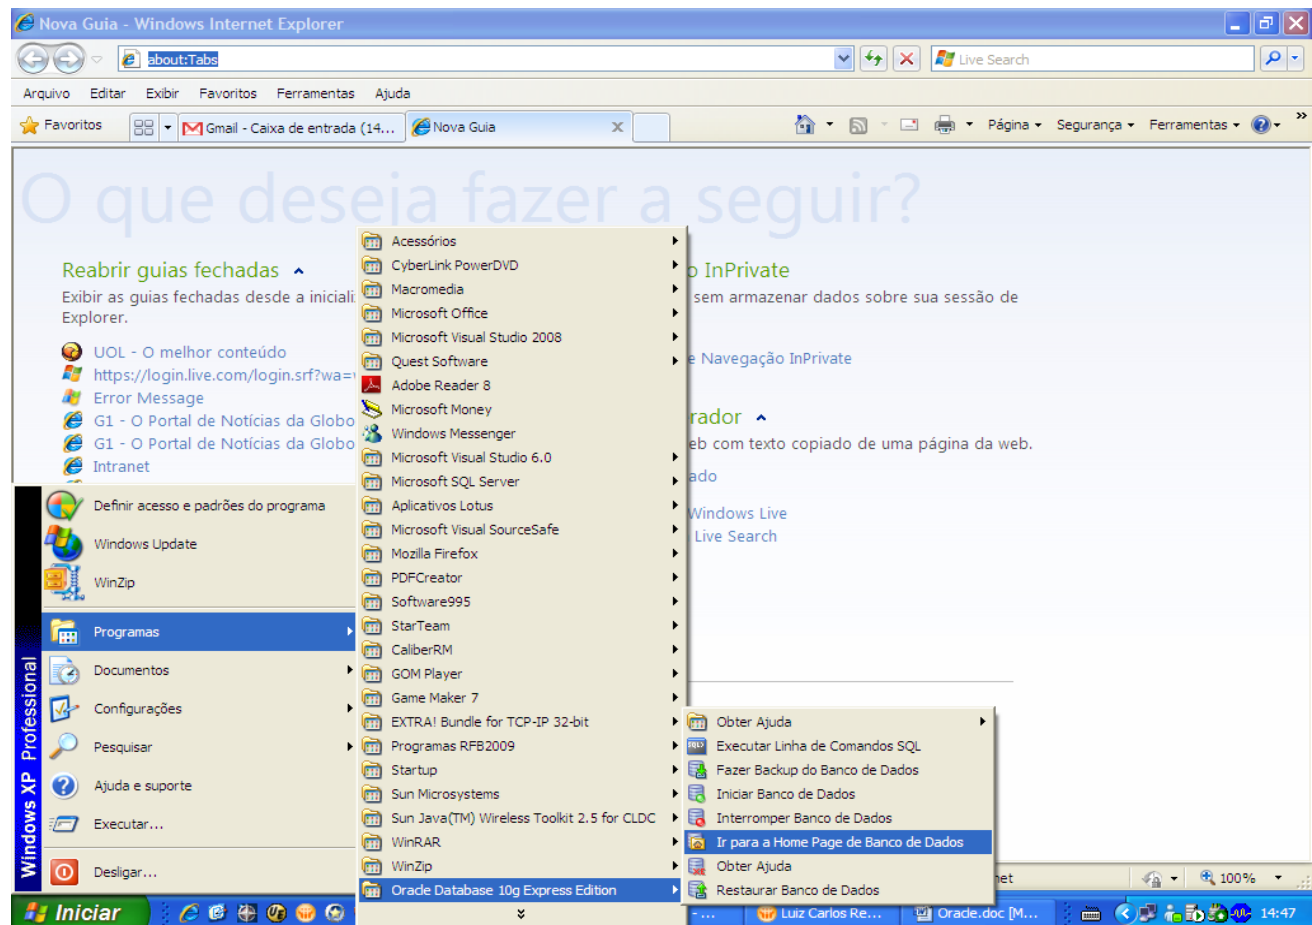 Nova Guia - Windows Internet Explorer
about:Tabs
Live Search
Arquivo Editar Exibir Favoritos Ferramentas Ajuda
Favoritos
Gmail - Caixa de entrada (14...
Nova Guia
Página
Segurança
Ferramentas
O que deseja fazer a seguir?
Reabrir guias fechadas
Exibir as guias fechadas desde a iniciali
Explorer.
UOL - O melhor conteúdo
https://login.live.com/login.srf?wa=
Error Message
G1 - O Portal de Notícias da Globo
G1 - O Portal de Notícias da Globo
Intranet
InPrivate
sem armazenar dados sobre sua sessão de
e Navegação InPrivate
rador
eb com texto copiado de uma página da web.
ado
Windows Live
Live Search
Windows XP Professional
Definir acesso e padrões do programa
Windows Update
WinZip
Programas
Documentos
Configurações
Pesquisar
Ajuda e suporte
Executar...
Desligar...
Acessórios
CyberLink PowerDVD
Macromedia
Microsoft Office
Microsoft Visual Studio 2008
Quest Software
Adobe Reader 8
Microsoft Money
Windows Messenger
Microsoft Visual Studio 6.0
Microsoft SQL Server
Aplicativos Lotus
Microsoft Visual SourceSafe
Mozilla Firefox
PDFCreator
Software995
StarTeam
CaliberRM
GOM Player
Game Maker 7
EXTRA! Bundle for TCP-IP 32-bit
Programas RFB2009
Startup
Sun Microsystems
Sun Java(TM) Wireless Toolkit 2.5 for CLDC
WinRAR
WinZip
Oracle Database 10g Express Edition
Obter Ajuda
Executar Linha de Comandos SQL
Fazer Backup do Banco de Dados
Iniciar Banco de Dados
Interromper Banco de Dados
Ir para a Home Page de Banco de Dados
Obter Ajuda
Restaurar Banco de Dados
net
100%
Iniciar
- ...
Luiz Carlos Re...
Oracle.doc [M...
14:47